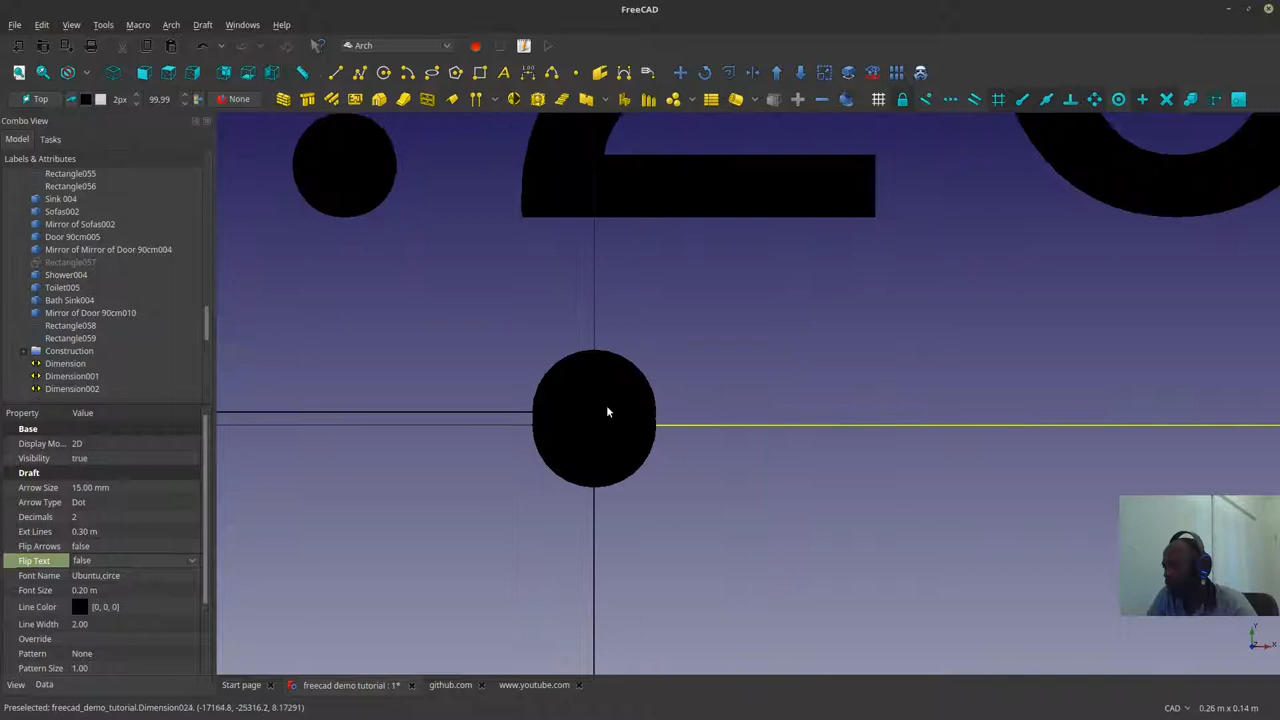 FreeCAD
File Edit View Tools Macro Arch Draft Windows Help
Arch
Top 2px 99,99 None
Combo View
Model Tasks
Labels & Attributes
Rectangle055
Rectangle056
Sink 004
Sofas002
Mirror of Sofas002
Door 90cm005
Mirror of Mirror of Door 90cm004
Rectangle057
Shower004
Toilet005
Bath Sink004
Mirror of Door 90cm010
Rectangle058
Rectangle059
Construction
Dimension
Dimension001
Dimension002
Property Value
Base
Display Mo... 2D
Visibility true
Draft
Arrow Size 15.00 mm
Arrow Type Dot
Decimals 2
Ext Lines 0.30 m
Flip Arrows false
Flip Text false
Font Name Ubuntu,circe
Font Size 0.20 m
Line Color [0, 0, 0]
Line Width 2.00
Override
Pattern None
Pattern Size 1.00
View Data
Start page freecad demo tutorial : 1* github.com www.youtube.com
Preselected: freecad_demo_tutorial.Dimension024. (-17164.8, -25316.2, 8.17291) CAD 0.26 m x 0.14 m